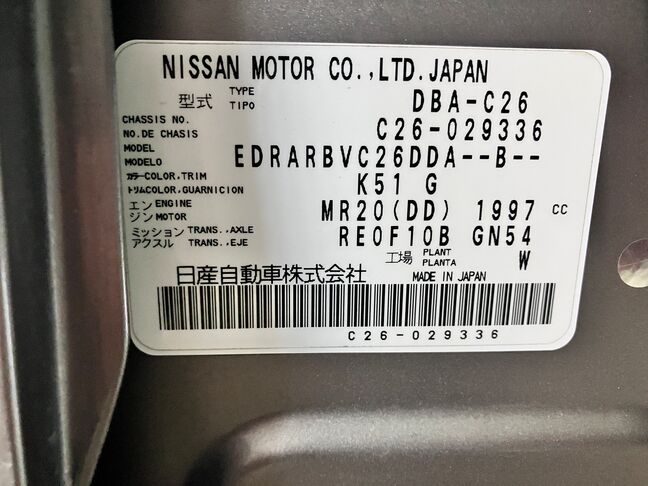 NISSAN MOTOR CO.,LTD.JAPAN
型式 TYPE TIPO DBA-C26
CHASSIS NO. NO.DE CHASIS C26-029336
MODEL MODELO EDRARBVC26DDA--B--
カラー COLOR,TRIM トリム COLOR,GUARNICION K51 G
エンジン ENGINE MOTOR MR20(DD) 1997 CC
ミッション TRANS.,AXLE アクスル TRANS.,EJE RE0F10B GN54
工場 PLANT PLANTA W
日産自動車株式会社 MADE IN JAPAN
C26-029336